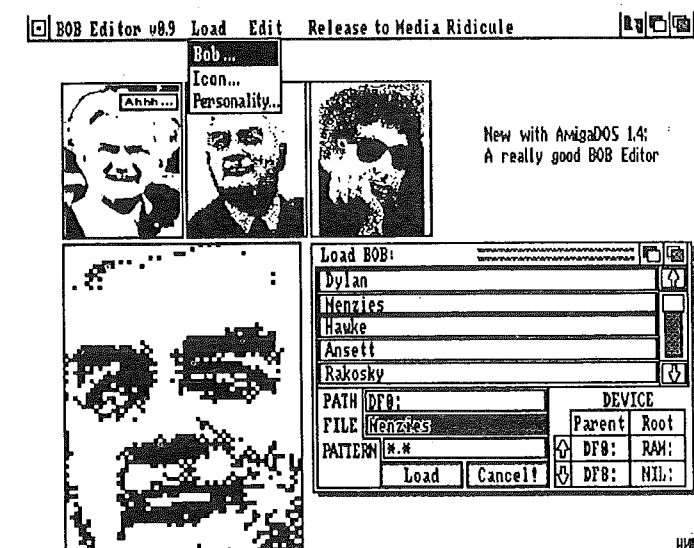 BOB Editor v0.9 Load Edit Release to Media Ridicule
Bob...
Icon...
Personality...
Ahhh...
New with AmigaDOS 1.4:
A really good BOB Editor
Load BOB:
Dylan
Menzies
Hawke
Ansett
Rakosky
PATH DF0:
FILE Menzies
PATTERN *.*
Load Cancel!
DEVICE
Parent Root
DF0: RAM:
DFB: NIL: